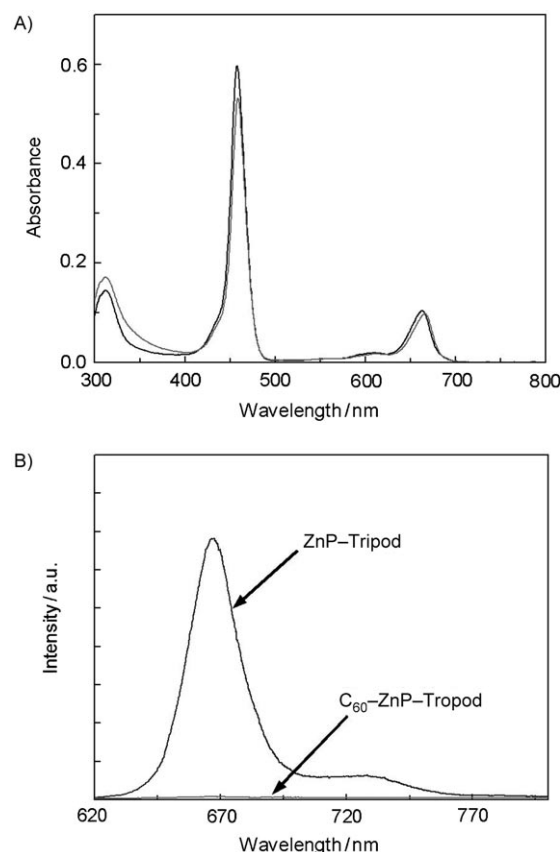 A)
0.6
0.4
0.2
0.0
Absorbance
300 400 500 600 700 800
Wavelength / nm
B)
ZnP–Tripod
C60–ZnP–Tropod
Intensity / a.u.
620 670 720 770
Wavelength / nm